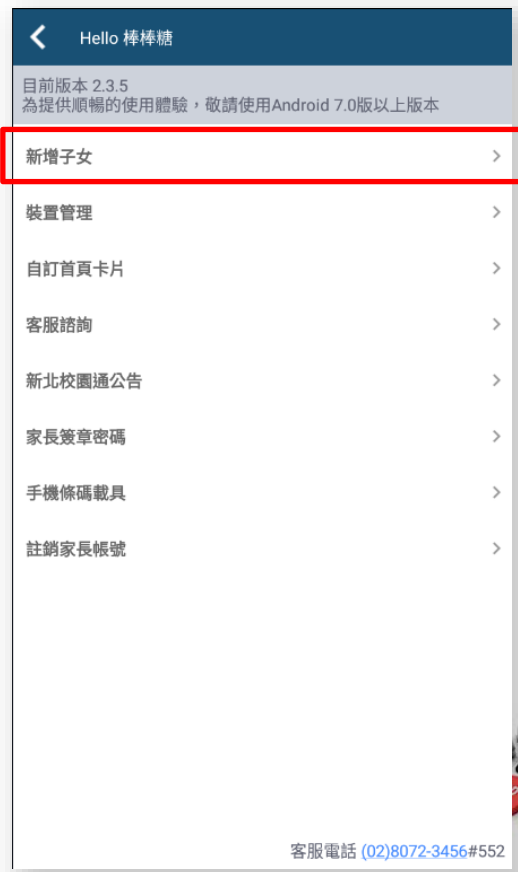 Hello 棒棒糖
目前版本 2.3.5
為提供順暢的使用體驗，敬請使用Android 7.0版以上版本
新增子女
裝置管理
自訂首頁卡片
客服諮詢
新北校園通公告
家長簽章密碼
手機條碼載具
註銷家長帳號
客服電話 (02)8072-3456#552